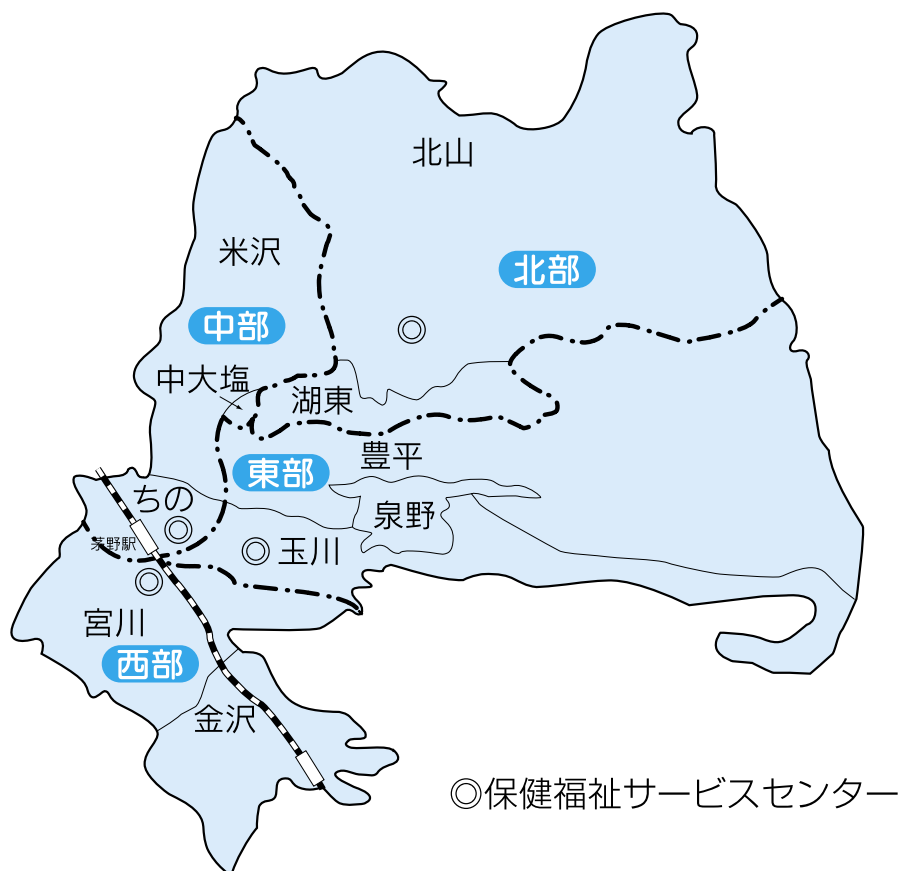 北山
米沢
北部
中部
中大塩
湖東
豊平
東部
ちの
泉野
茅野駅
玉川
宮川
西部
金沢
◎保健福祉サービスセンター